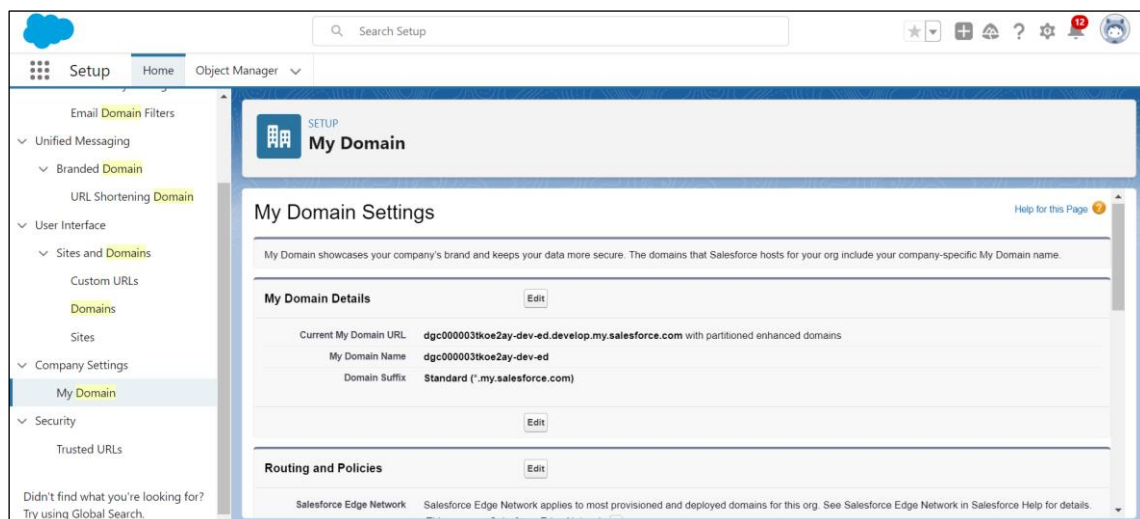 Search Setup
12
Setup
Home
Object Manager
Email Domain Filters
Unified Messaging
Branded Domain
URL Shortening Domain
User Interface
Sites and Domains
Custom URLs
Domains
Sites
Company Settings
My Domain
Security
Trusted URLs
Didn't find what you're looking for?
Try using Global Search.
SETUP
My Domain
My Domain Settings
Help for this Page ?
My Domain showcases your company's brand and keeps your data more secure. The domains that Salesforce hosts for your org include your company-specific My Domain name.
My Domain Details Edit
Current My Domain URL dgc000003tkoe2ay-dev-ed.develop.my.salesforce.com with partitioned enhanced domains
My Domain Name dgc000003tkoe2ay-dev-ed
Domain Suffix Standard (*.my.salesforce.com)
Edit
Routing and Policies Edit
Salesforce Edge Network Salesforce Edge Network applies to most provisioned and deployed domains for this org. See Salesforce Edge Network in Salesforce Help for details.